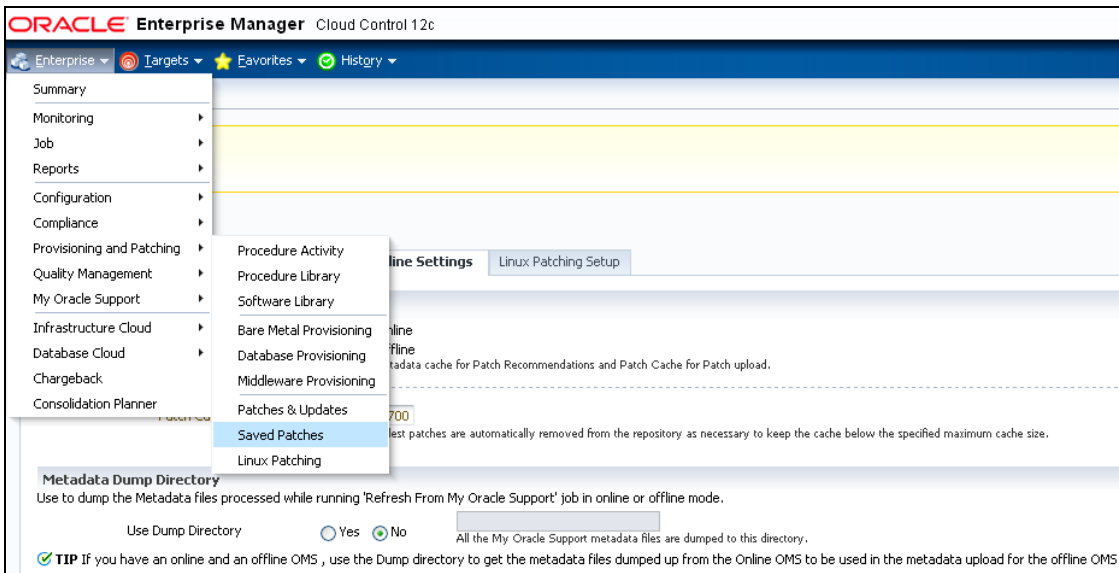 ORACLE Enterprise Manager Cloud Control 12c
Enterprise Targets Favorites History
Summary
Monitoring
Job
Reports
Configuration
Compliance
Provisioning and Patching
Quality Management
My Oracle Support
Infrastructure Cloud
Database Cloud
Chargeback
Consolidation Planner
Procedure Activity
Procedure Library
Software Library
Bare Metal Provisioning
Database Provisioning
Middleware Provisioning
Patches & Updates
Saved Patches
Linux Patching
line Settings Linux Patching Setup
nline
ffline
tadata cache for Patch Recommendations and Patch Cache for Patch upload.
700
lest patches are automatically removed from the repository as necessary to keep the cache below the specified maximum cache size.
Metadata Dump Directory
Use to dump the Metadata files processed while running 'Refresh From My Oracle Support' job in online or offline mode.
Use Dump Directory Yes No
All the My Oracle Support metadata files are dumped to this directory.
TIP If you have an online and an offline OMS , use the Dump directory to get the metadata files dumped up from the Online OMS to be used in the metadata upload for the offline OMS